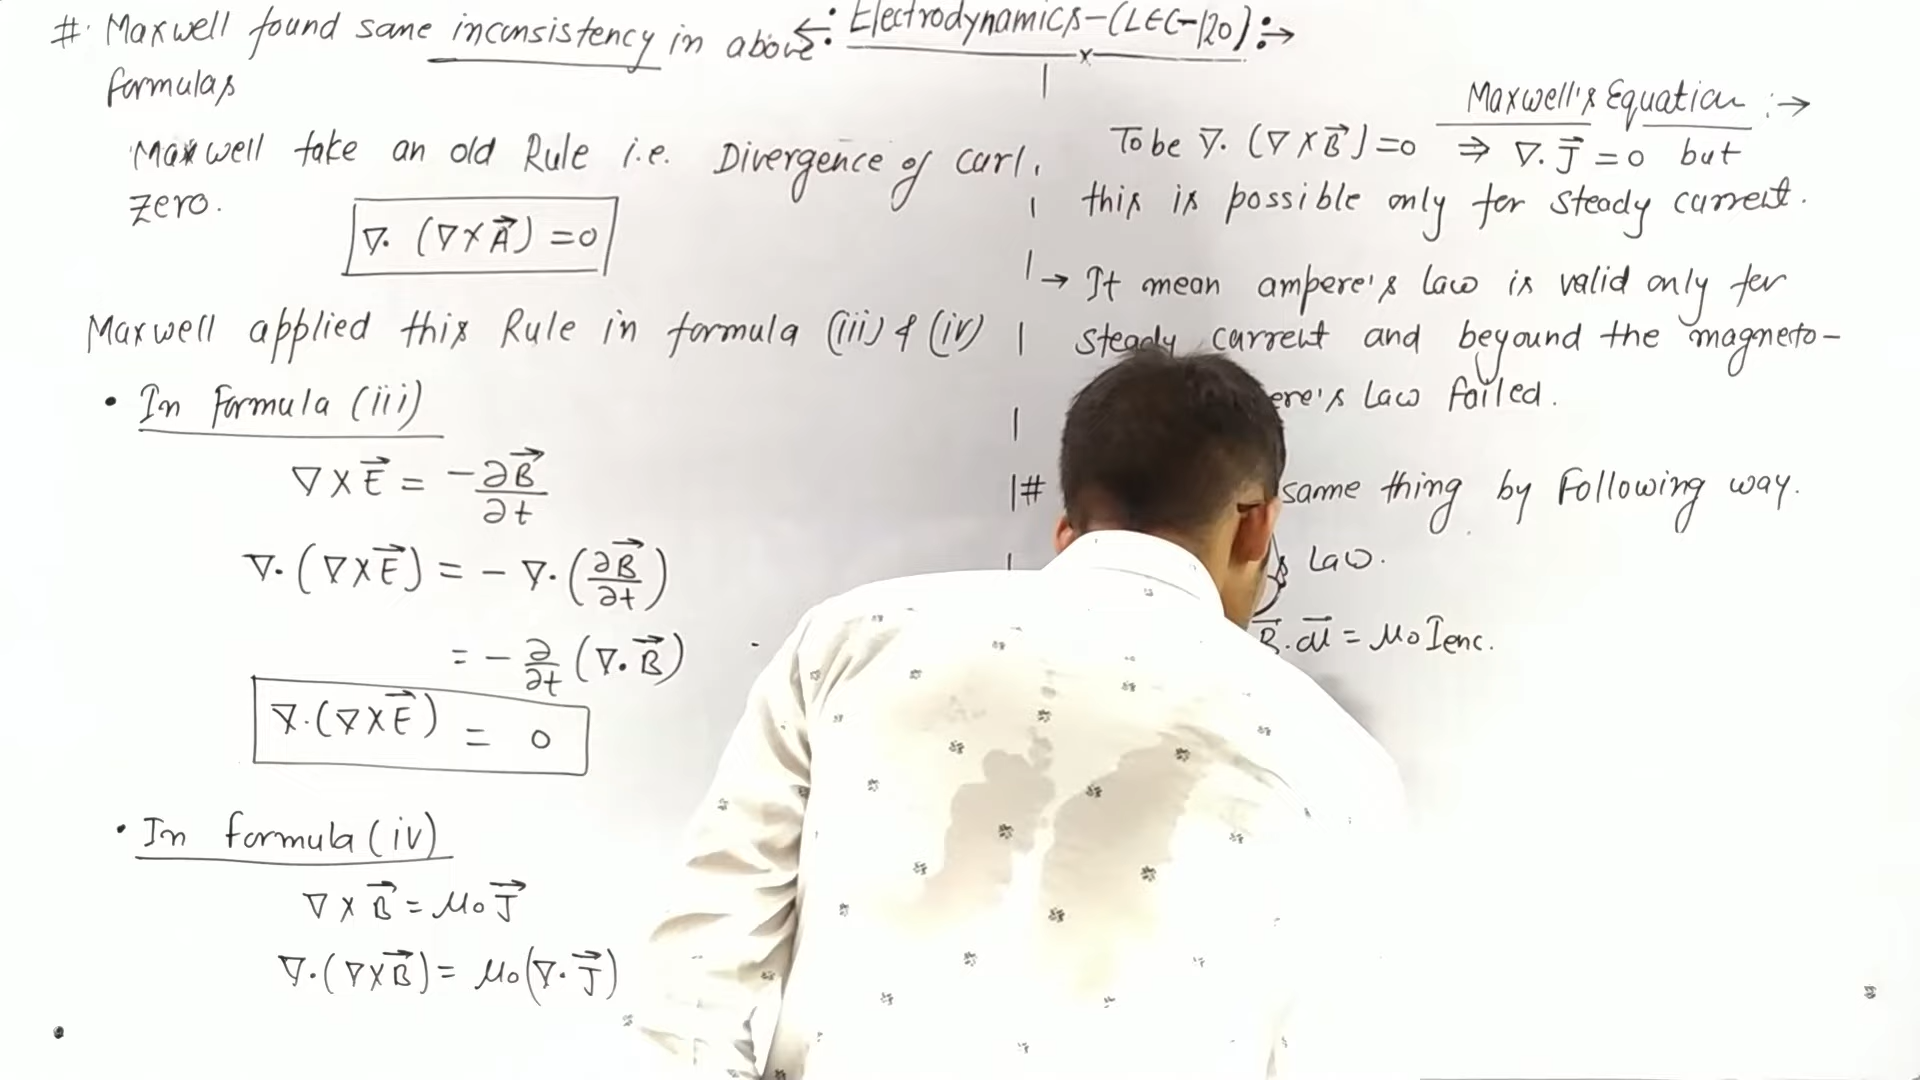 Electrodynamics-(LEC-120):→
# Maxwell found some inconsistency in above
formulas
Maxwell take an old Rule i.e. Divergence of curl.
zero.
∇. (∇×A⃗) = 0
Maxwell applied this Rule in formula (iii) & (iv)
• In formula (iii)
∇×E⃗ = -∂B⃗/∂t
∇.(∇×E⃗) = - ∇.(∂B⃗/∂t)
= - ∂/∂t (∇.B⃗)
∇.(∇×E⃗) = 0
• In formula (iv)
∇×B⃗ = μ₀J⃗
∇.(∇×B⃗) = μ₀(∇.J⃗)
Maxwell's Equation :→
To be ∇. (∇×B⃗) = 0 ⇒ ∇.J⃗ = 0 but
this is possible only for steady current.
→ It mean ampere's Law is valid only for
steady current and beyound the magneto-
ere's Law failed.
# same thing by following way.
Law.
B⃗.dl⃗ = μ₀Ienc.